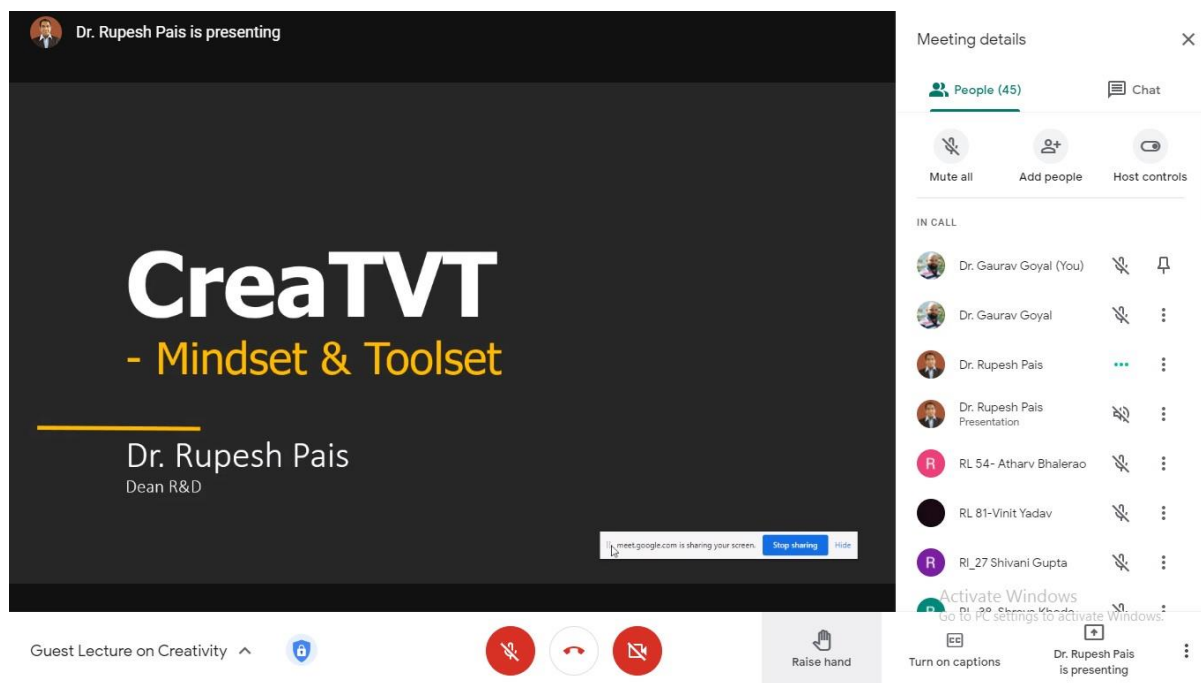 Dr. Rupesh Pais is presenting
CreaTVT
- Mindset & Toolset
Dr. Rupesh Pais
Dean R&D
meet.google.com is sharing your screen.
Stop sharing
Hide
Meeting details
People (45)
Chat
Mute all
Add people
Host controls
IN CALL
Dr. Gaurav Goyal (You)
Dr. Gaurav Goyal
Dr. Rupesh Pais
Dr. Rupesh Pais
Presentation
R
RL 54- Atharv Bhalerao
RL 81-Vinit Yadav
R
RI_27 Shivani Gupta
Activate Windows
Go to PC settings to activate Windows.
Guest Lecture on Creativity
Raise hand
CC
Turn on captions
Dr. Rupesh Pais
is presenting